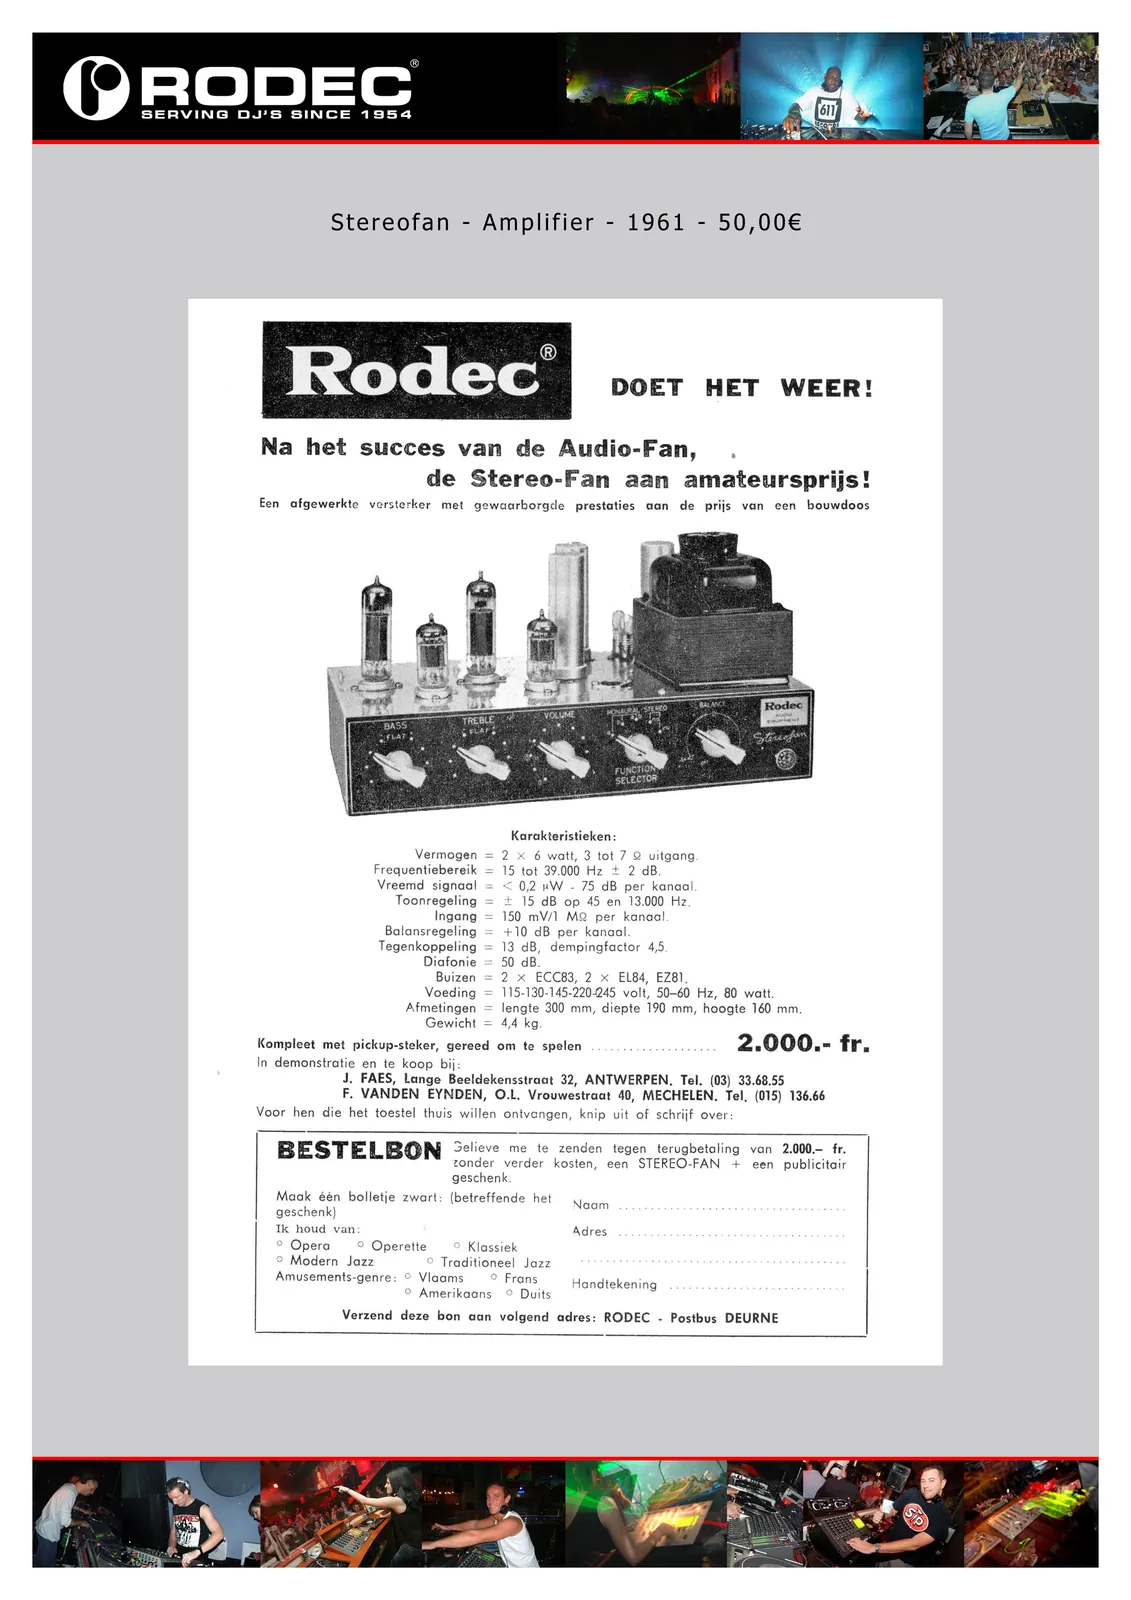 RODEC®
SERVING DJ'S SINCE 1954
611
Stereofan - Amplifier - 1961 - 50,00€
Rodec®
DOET HET WEER!
Na het succes van de Audio-Fan,
de Stereo-Fan aan amateursprijs!
Een afgewerkte versterker met gewaarborgde prestaties aan de prijs van een bouwdoos
BASS
FLAT
TREBLE
FLAT
VOLUME
MONAURAL - STEREO
BALANCE
FUNCTION
SELECTOR
Rodec
AUDIO
EQUIPMENT
Stereofan
Karakteristieken:
Vermogen = 2 × 6 watt, 3 tot 7 Ω uitgang.
Frequentiebereik = 15 tot 39.000 Hz ± 2 dB.
Vreemd signaal = < 0,2 µW - 75 dB per kanaal.
Toonregeling = ± 15 dB op 45 en 13.000 Hz.
Ingang = 150 mV/1 MΩ per kanaal.
Balansregeling = +10 dB per kanaal.
Tegenkoppeling = 13 dB, dempingfactor 4,5.
Diafonie = 50 dB.
Buizen = 2 × ECC83, 2 × EL84, EZ81.
Voeding = 115-130-145-220-245 volt, 50–60 Hz, 80 watt.
Afmetingen = lengte 300 mm, diepte 190 mm, hoogte 160 mm.
Gewicht = 4,4 kg.
Kompleet met pickup-steker, gereed om te spelen .................... 2.000.- fr.
In demonstratie en te koop bij:
J. FAES, Lange Beeldekensstraat 32, ANTWERPEN. Tel. (03) 33.68.55
F. VANDEN EYNDEN, O.L. Vrouwestraat 40, MECHELEN. Tel. (015) 136.66
Voor hen die het toestel thuis willen ontvangen, knip uit of schrijf over:
BESTELBON Gelieve me te zenden tegen terugbetaling van 2.000.– fr.
zonder verder kosten, een STEREO-FAN + een publicitair
geschenk.
Maak één bolletje zwart: (betreffende het
geschenk)
Ik houd van:
° Opera ° Operette ° Klassiek
° Modern Jazz ° Traditioneel Jazz
Amusements-genre: ° Vlaams ° Frans
° Amerikaans ° Duits
Naam
Adres
Handtekening
Verzend deze bon aan volgend adres: RODEC - Postbus DEURNE